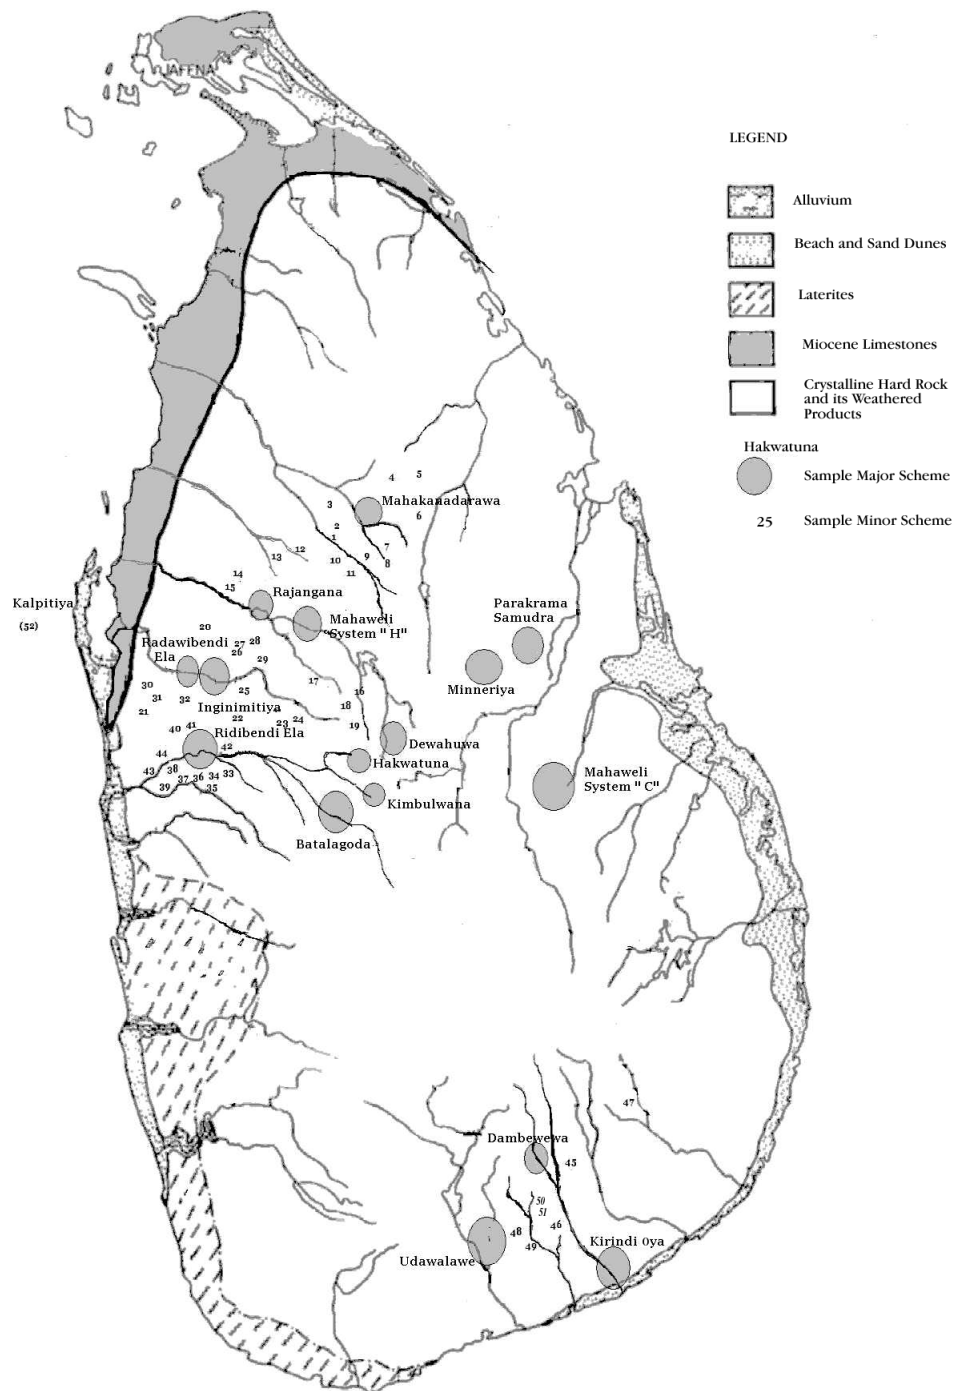 JAFFNA
LEGEND
Alluvium
Beach and Sand Dunes
Laterites
Miocene Limestones
Crystalline Hard Rock
and its Weathered
Products
Hakwatuna
Sample Major Scheme
25 Sample Minor Scheme
4
5
3
Mahakanadarawa
6
2
1
7
12
13
10
9
8
11
14
15
Rajangana
Kalpitiya
(52)
Mahaweli
System "H"
Parakrama
Samudra
20
Radawibendi
Ela
27
28
26
29
Minneriya
30
31
32
25
17
16
21
Inginimitiya
18
22
23
24
19
40
41
Ridibendi Ela
Dewahuwa
44
42
Hakwatuna
43
38
37
36
34
33
39
35
Kimbulwana
Mahaweli
System "C"
Batalagoda
47
Dambewewa
45
50
51
46
48
49
Kirindi 0ya
Udawalawe